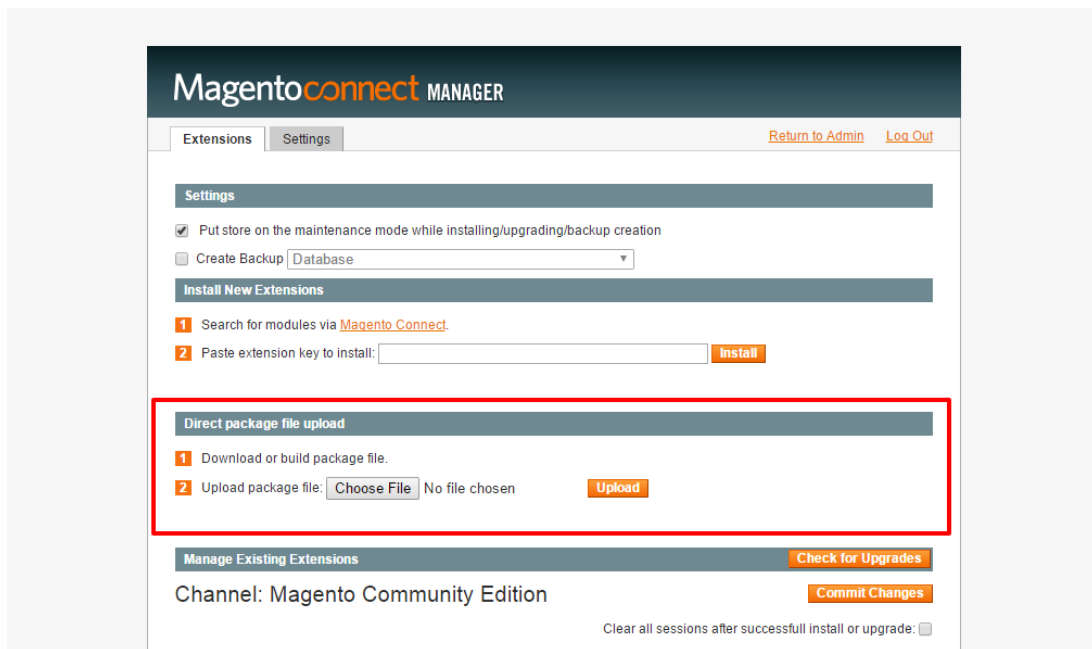 Magentoconnect MANAGER
Extensions Settings Return to Admin Log Out
Settings
Put store on the maintenance mode while installing/upgrading/backup creation
Create Backup Database
Install New Extensions
1 Search for modules via Magento Connect.
2 Paste extension key to install: Install
Direct package file upload
1 Download or build package file.
2 Upload package file: Choose File No file chosen Upload
Manage Existing Extensions Check for Upgrades
Channel: Magento Community Edition Commit Changes
Clear all sessions after successfull install or upgrade: